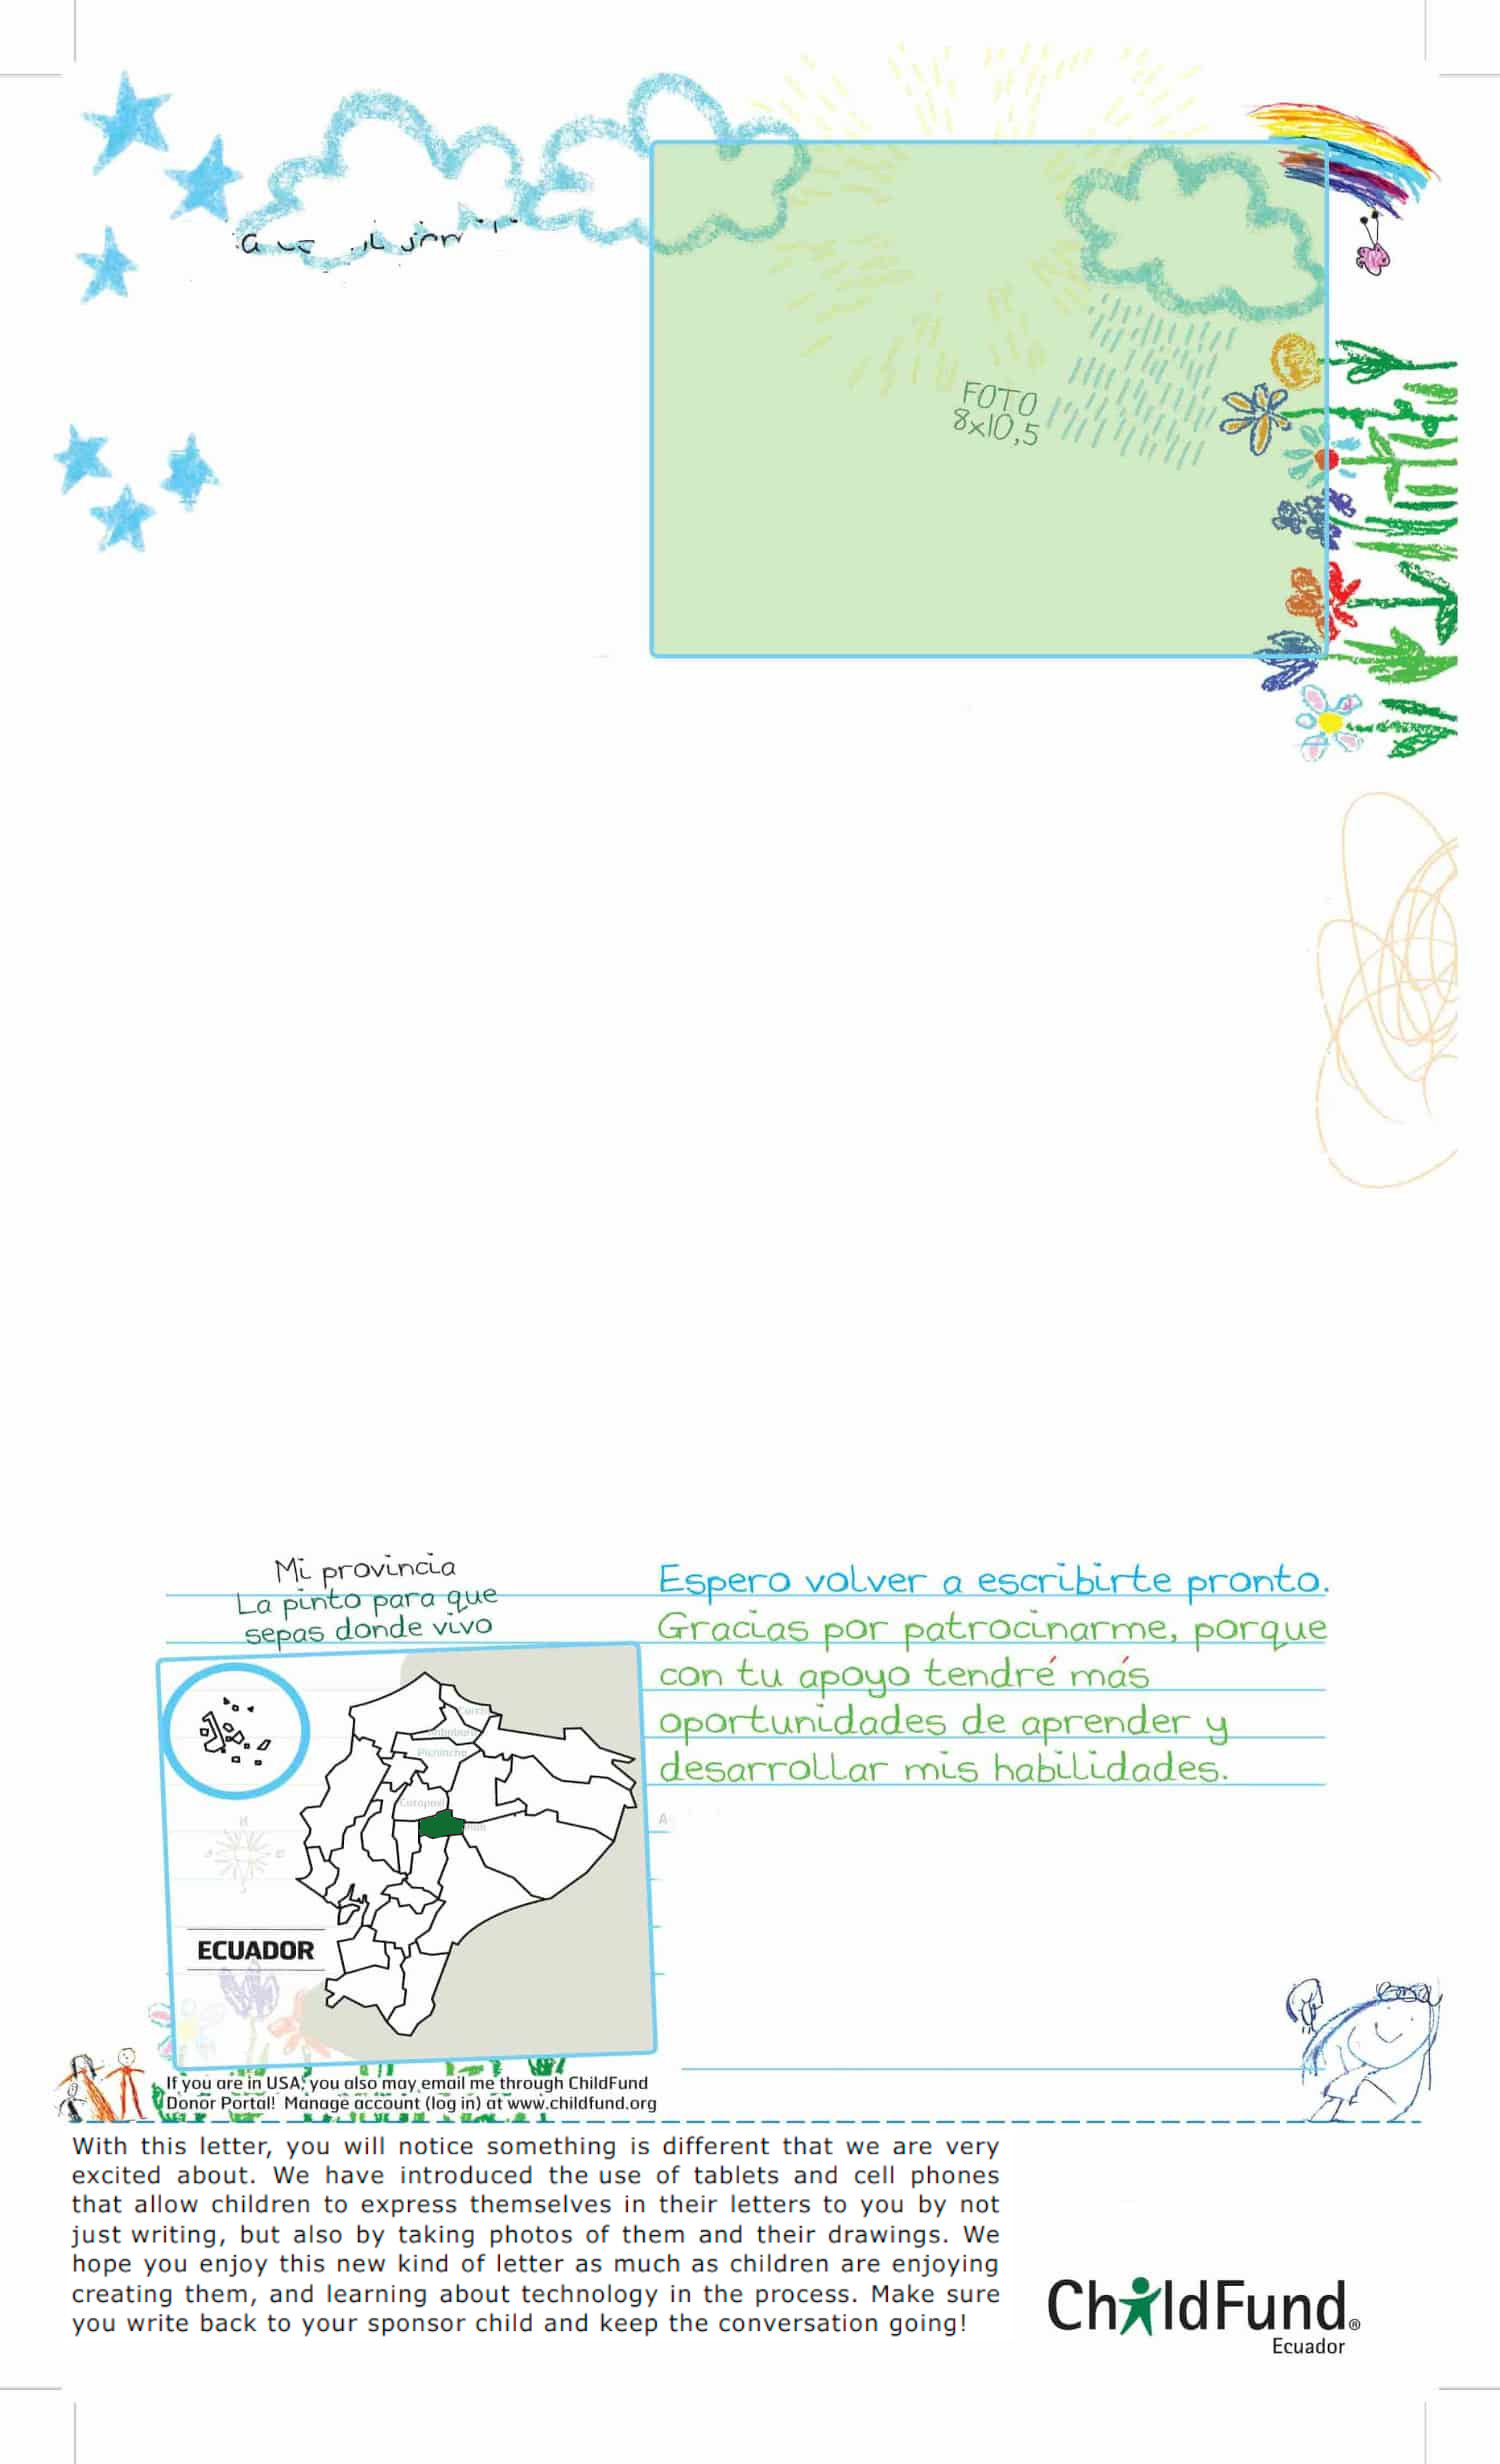 FOTO
8x10,5
Mi provincia
La pinto para que
sepas donde vivo
Espero volver a escribirte pronto.
Gracias por patrocinarme, porque
con tu apoyo tendré más
oportunidades de aprender y
desarrollar mis habilidades.
Carchi
Imbabura
Pichincha
Cotopaxi
A
N
ECUADOR
If you are in USA, you also may email me through ChildFund
Donor Portal! Manage account (log in) at www.childfund.org
With this letter, you will notice something is different that we are very
excited about. We have introduced the use of tablets and cell phones
that allow children to express themselves in their letters to you by not
just writing, but also by taking photos of them and their drawings. We
hope you enjoy this new kind of letter as much as children are enjoying
creating them, and learning about technology in the process. Make sure
you write back to your sponsor child and keep the conversation going!
ChildFund®
Ecuador